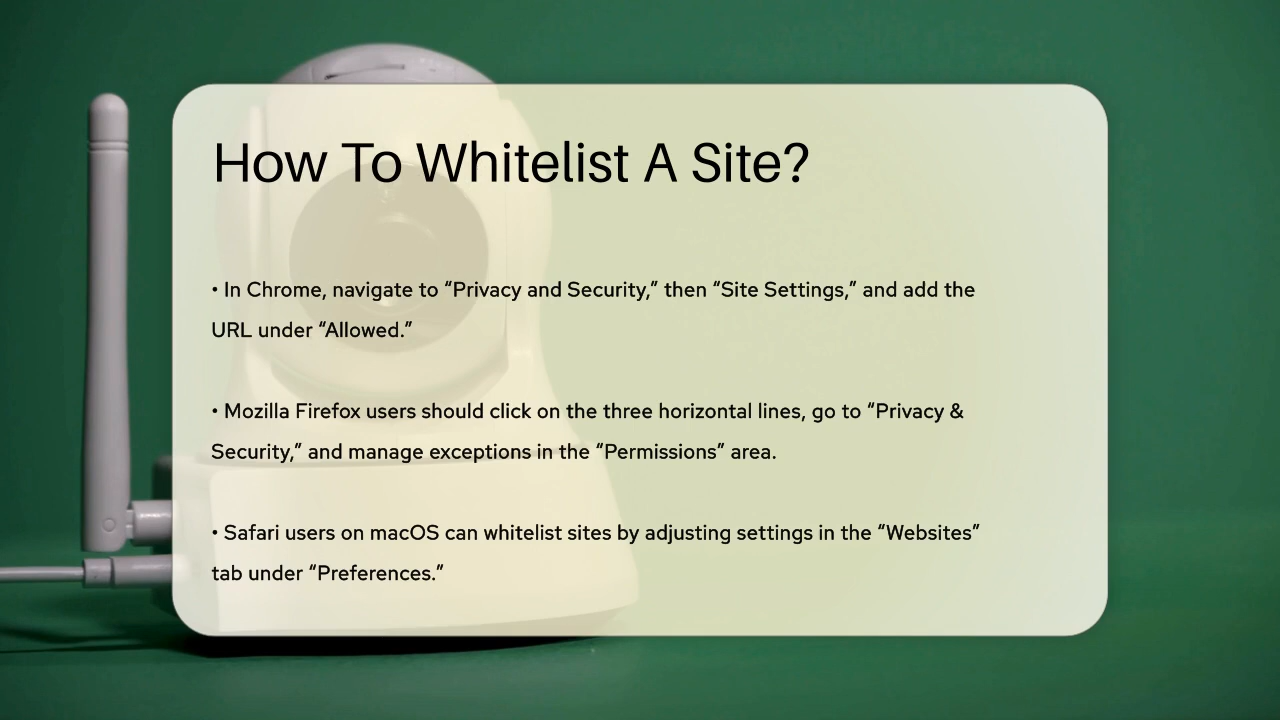 How To Whitelist A Site?
• In Chrome, navigate to “Privacy and Security,” then “Site Settings,” and add the
URL under “Allowed.”
• Mozilla Firefox users should click on the three horizontal lines, go to “Privacy &
Security,” and manage exceptions in the “Permissions” area.
• Safari users on macOS can whitelist sites by adjusting settings in the “Websites”
tab under “Preferences.”